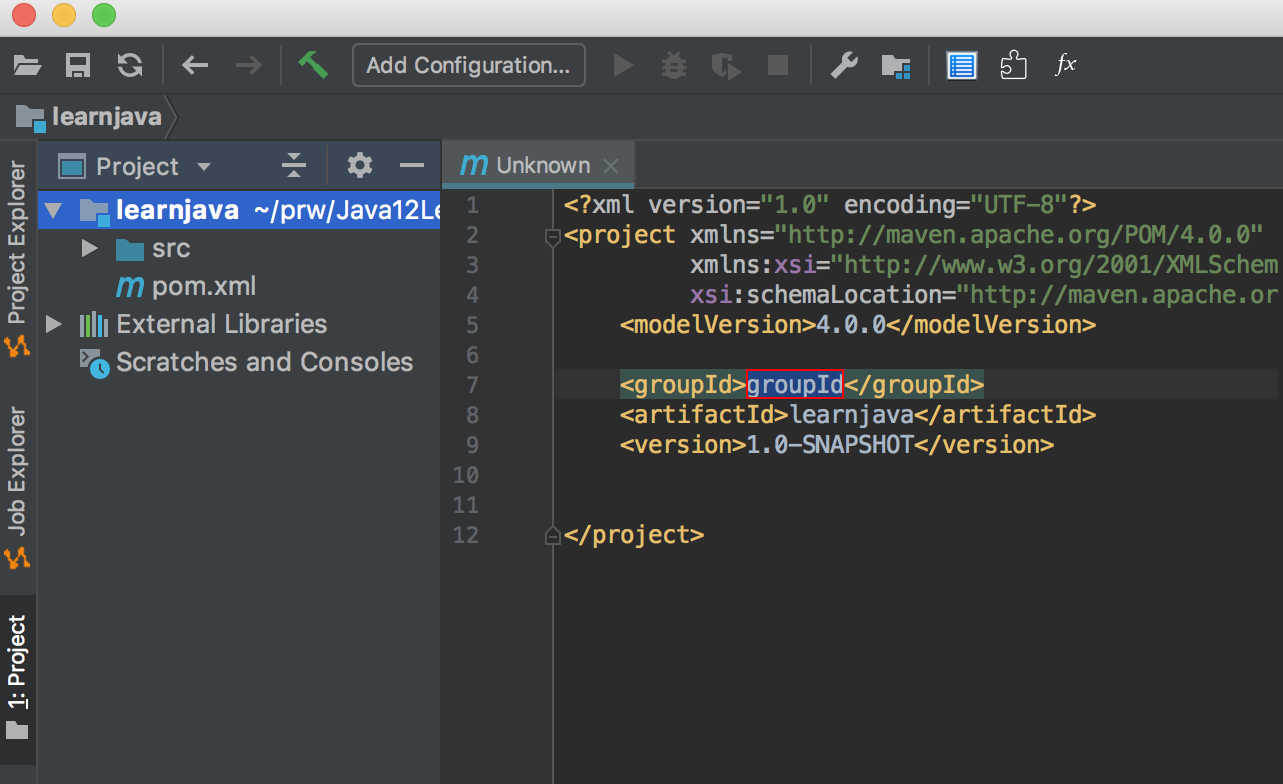 Add Configuration...
fx
learnjava
Project
Unknown
learnjava ~/prw/Java12Le
src
pom.xml
External Libraries
Scratches and Consoles
Project Explorer
Job Explorer
1: Project
1 <?xml version="1.0" encoding="UTF-8"?>
2 <project xmlns="http://maven.apache.org/POM/4.0.0"
3 xmlns:xsi="http://www.w3.org/2001/XMLSchem
4 xsi:schemaLocation="http://maven.apache.or
5 <modelVersion>4.0.0</modelVersion>
6
7 <groupId>groupId</groupId>
8 <artifactId>learnjava</artifactId>
9 <version>1.0-SNAPSHOT</version>
10
11
12 </project>